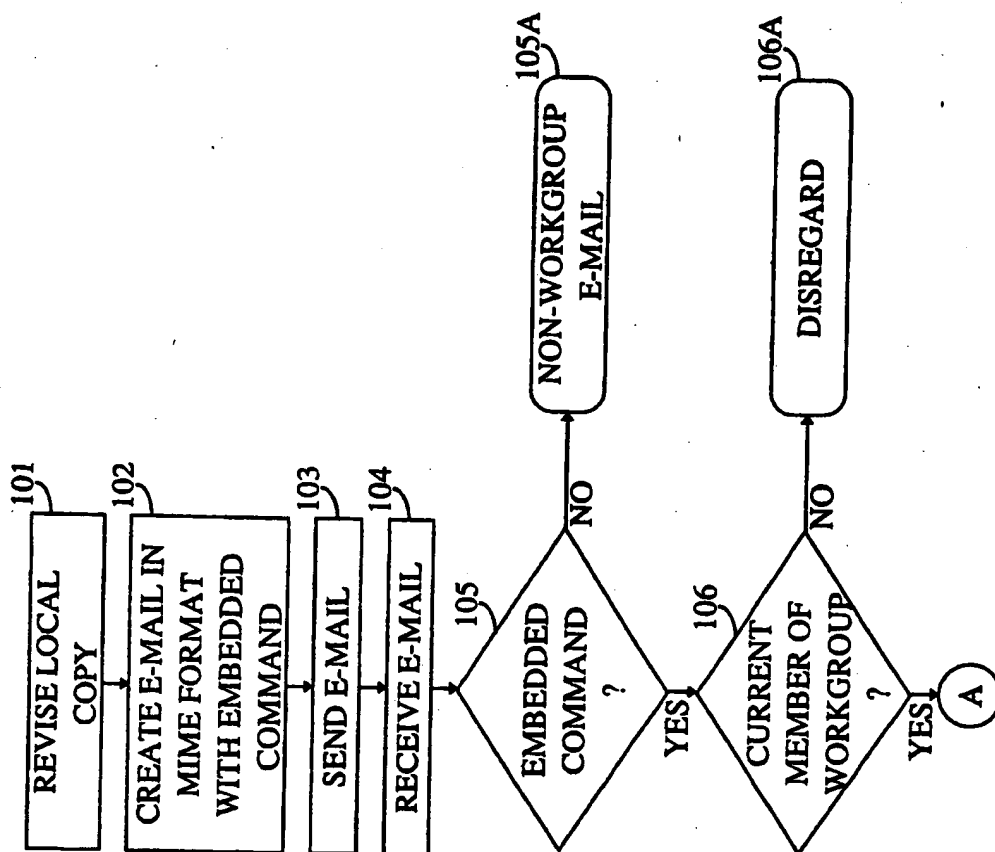 101
REVISE LOCAL
COPY
102
CREATE E-MAIL IN
MIME FORMAT
WITH EMBEDDED
COMMAND
103
SEND E-MAIL
104
RECEIVE E-MAIL
105
EMBEDDED
COMMAND
?
NO
105A
NON-WORKGROUP
E-MAIL
YES
106
CURRENT
MEMBER OF
WORKGROUP
?
NO
106A
DISREGARD
YES
A